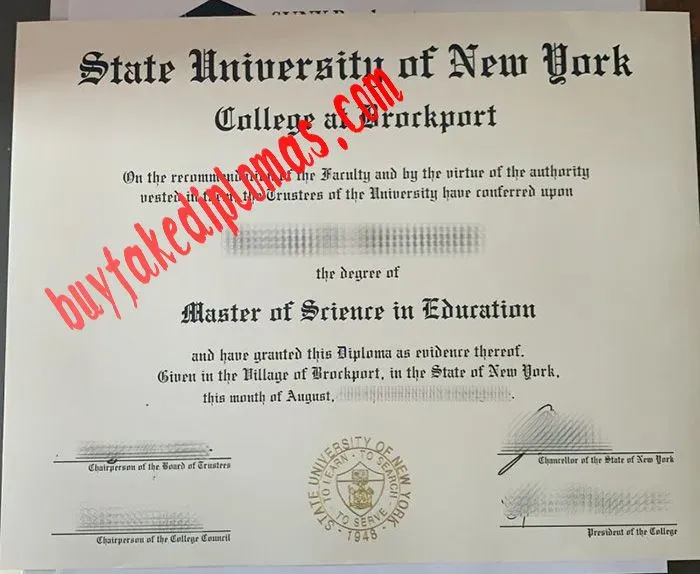 State University of New York
College at Brockport
On the recommendation of the Faculty and by the virtue of the authority
vested in them, the Trustees of the University have conferred upon
the degree of
Master of Science in Education
and have granted this Diploma as evidence thereof.
Given in the Village of Brockport, in the State of New York,
this month of August,
Chairperson of the Board of Trustees
Chancellor of the State of New York
Chairperson of the College Council
President of the College
STATE UNIVERSITY OF NEW YORK
TO LEARN · TO SEARCH
TO SERVE
· 1948 ·
buyfakediplomas.com